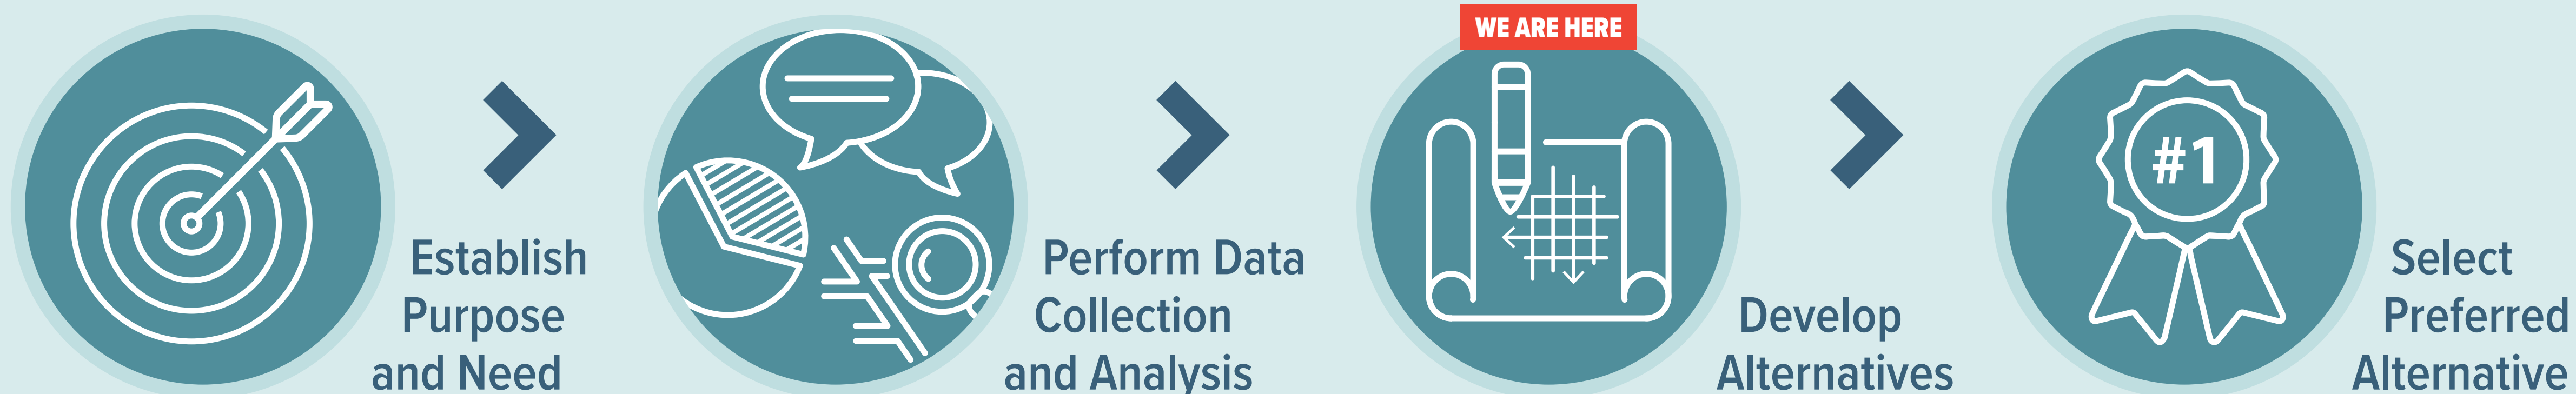 Establish
Purpose
and Need
Perform Data
Collection
and Analysis
WE ARE HERE
Develop
Alternatives
#1
Select
Preferred
Alternative